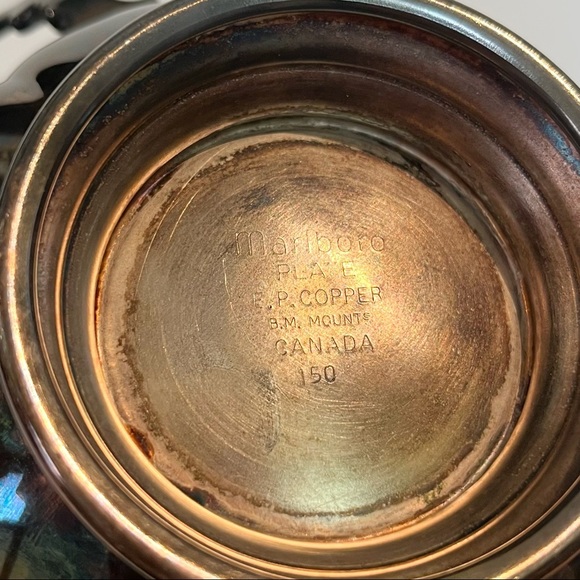 Marlboro
PLATE
E.P. COPPER
B.M. MOUNTS
CANADA
150